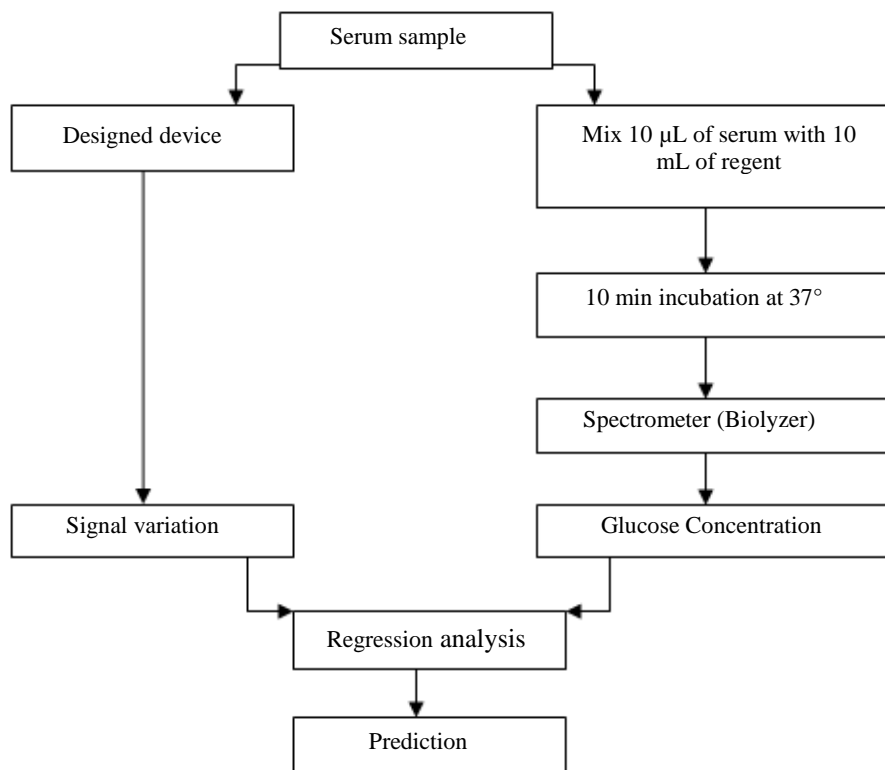 Serum sample
Designed device
Mix 10 μL of serum with 10
mL of regent
10 min incubation at 37°
Spectrometer (Biolyzer)
Signal variation
Glucose Concentration
Regression analysis
Prediction